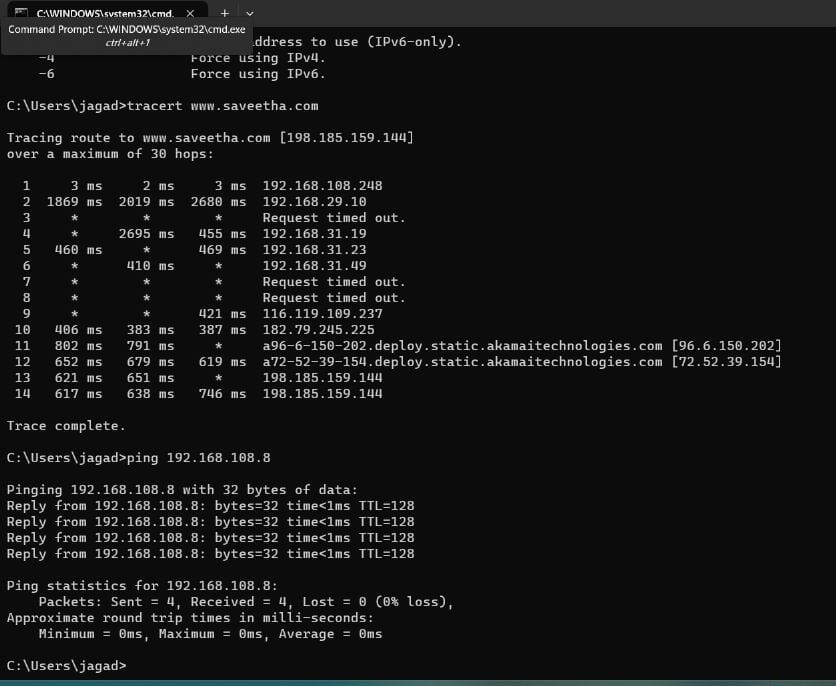 C:\WINDOWS\system32\cmd. × + ⌄
Command Prompt: C:\WINDOWS\system32\cmd.exe
ctrl+alt+1
address to use (IPv6-only).
-4 Force using IPv4.
-6 Force using IPv6.
C:\Users\jagad>tracert www.saveetha.com
Tracing route to www.saveetha.com [198.185.159.144]
over a maximum of 30 hops:
1 3 ms 2 ms 3 ms 192.168.108.248
2 1869 ms 2019 ms 2680 ms 192.168.29.10
3 * * * Request timed out.
4 * 2695 ms 455 ms 192.168.31.19
5 460 ms * 469 ms 192.168.31.23
6 * 410 ms * 192.168.31.49
7 * * * Request timed out.
8 * * * Request timed out.
9 * * 421 ms 116.119.109.237
10 406 ms 383 ms 387 ms 182.79.245.225
11 802 ms 791 ms * a96-6-150-202.deploy.static.akamaitechnologies.com [96.6.150.202]
12 652 ms 679 ms 619 ms a72-52-39-154.deploy.static.akamaitechnologies.com [72.52.39.154]
13 621 ms 651 ms * 198.185.159.144
14 617 ms 638 ms 746 ms 198.185.159.144
Trace complete.
C:\Users\jagad>ping 192.168.108.8
Pinging 192.168.108.8 with 32 bytes of data:
Reply from 192.168.108.8: bytes=32 time<1ms TTL=128
Reply from 192.168.108.8: bytes=32 time<1ms TTL=128
Reply from 192.168.108.8: bytes=32 time<1ms TTL=128
Reply from 192.168.108.8: bytes=32 time<1ms TTL=128
Ping statistics for 192.168.108.8:
Packets: Sent = 4, Received = 4, Lost = 0 (0% loss),
Approximate round trip times in milli-seconds:
Minimum = 0ms, Maximum = 0ms, Average = 0ms
C:\Users\jagad>